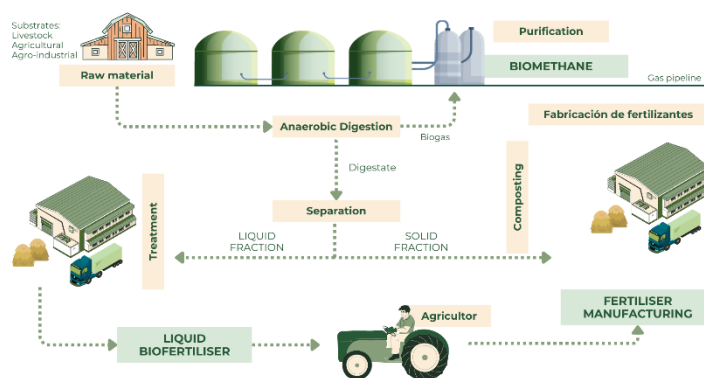 Substrates:
Livestock
Agricultural
Agro-industrial
Raw material
Purification
BIOMETHANE
Gas pipeline
Anaerobic Digestion
Biogas
Fabricación de fertilizantes
Digestate
Separation
Treatment
LIQUID
FRACTION
SOLID
FRACTION
Composting
LIQUID
BIOFERTILISER
Agricultor
FERTILISER
MANUFACTURING